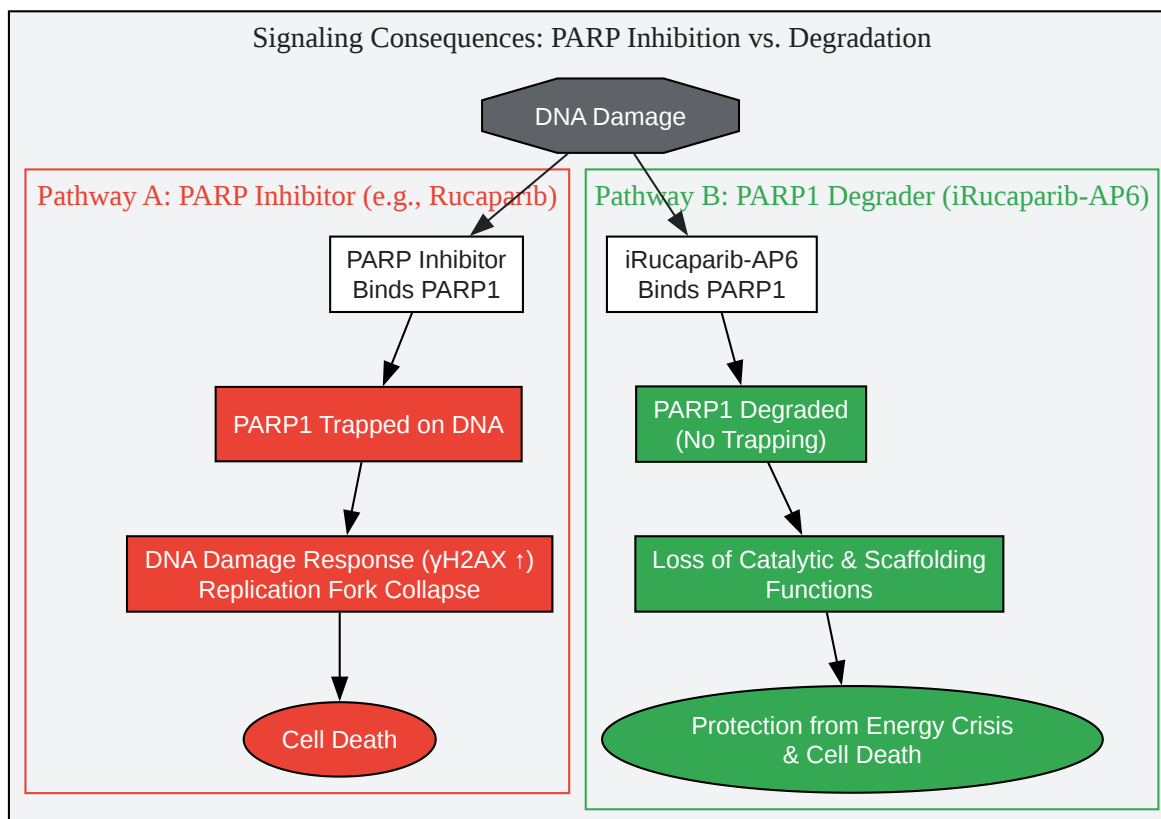 Signaling Consequences: PARP Inhibition vs. Degradation
DNA Damage
Pathway A: PARP Inhibitor (e.g., Rucaparib)
PARP Inhibitor
Binds PARP1
PARP1 Trapped on DNA
DNA Damage Response (γH2AX ↑)
Replication Fork Collapse
Cell Death
Pathway B: PARP1 Degrader (iRucaparib-AP6)
iRucaparib-AP6
Binds PARP1
PARP1 Degraded
(No Trapping)
Loss of Catalytic & Scaffolding
Functions
Protection from Energy Crisis
& Cell Death